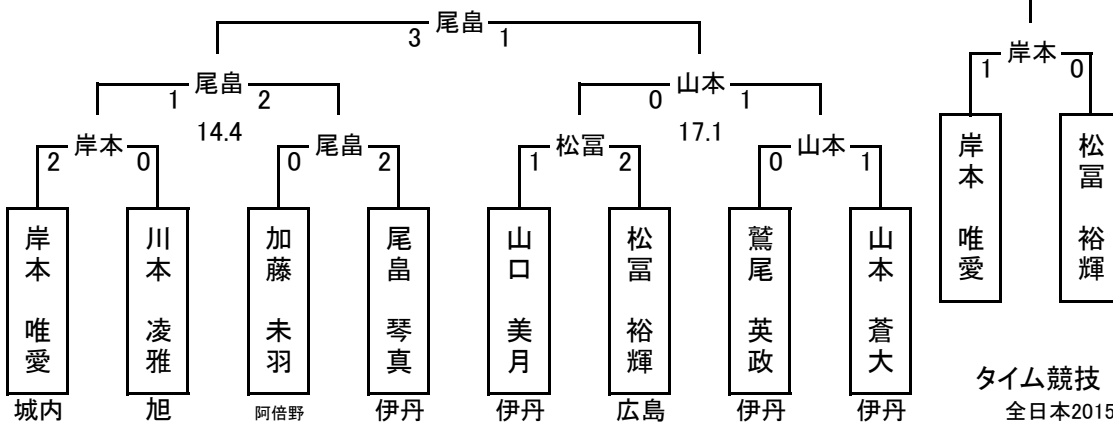 尾畠
3 1
岸本
1 0
尾畠
1 2
山本
0 1
14.4
17.1
岸本
2 0
尾畠
0 2
松冨
1 2
山本
0 1
岸本 唯愛
川本 凌雅
加藤 未羽
尾畠 琴真
山口 美月
松冨 裕輝
鷲尾 英政
山本 蒼大
岸本 唯愛
松冨 裕輝
城内
旭
阿倍野
伊丹
伊丹
広島
伊丹
伊丹
タイム競技
全日本2015